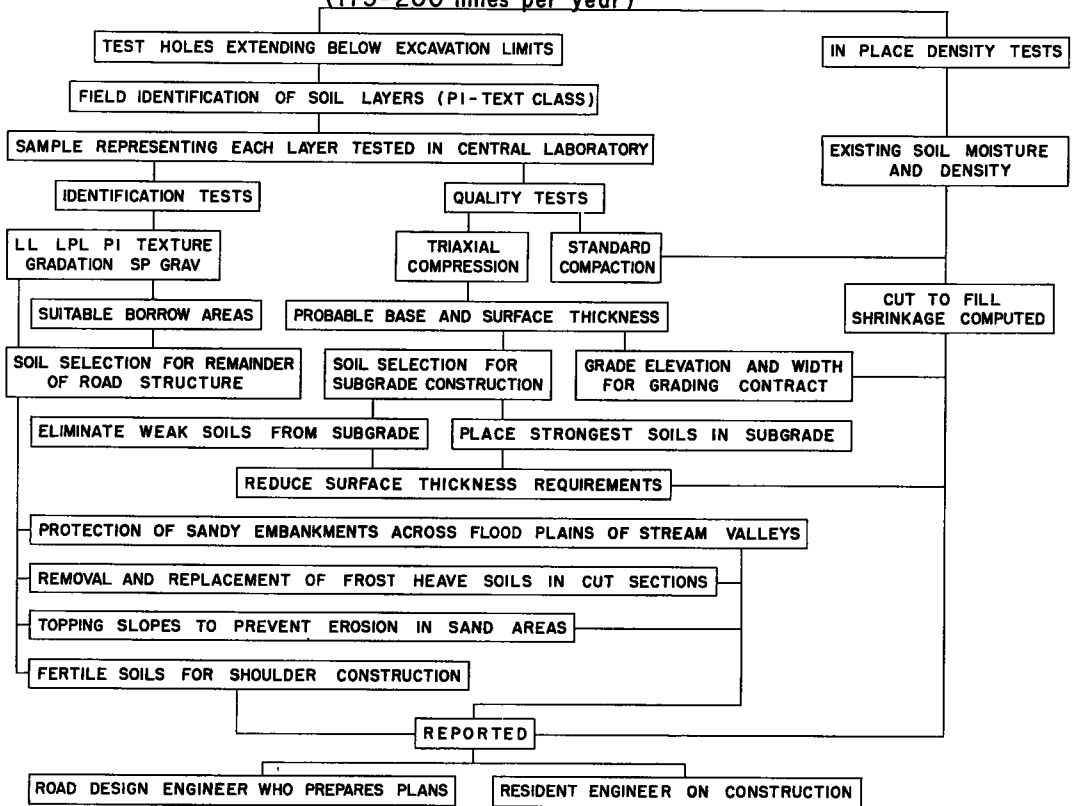 (175-200 miles per year)
TEST HOLES EXTENDING BELOW EXCAVATION LIMITS
IN PLACE DENSITY TESTS
FIELD IDENTIFICATION OF SOIL LAYERS (PI-TEXT CLASS)
SAMPLE REPRESENTING EACH LAYER TESTED IN CENTRAL LABORATORY
EXISTING SOIL MOISTURE
AND DENSITY
IDENTIFICATION TESTS
QUALITY TESTS
LL LPL PI TEXTURE
GRADATION SP GRAV
TRIAXIAL
COMPRESSION
STANDARD
COMPACTION
SUITABLE BORROW AREAS
PROBABLE BASE AND SURFACE THICKNESS
CUT TO FILL
SHRINKAGE COMPUTED
SOIL SELECTION FOR REMAINDER
OF ROAD STRUCTURE
SOIL SELECTION FOR
SUBGRADE CONSTRUCTION
GRADE ELEVATION AND WIDTH
FOR GRADING CONTRACT
ELIMINATE WEAK SOILS FROM SUBGRADE
PLACE STRONGEST SOILS IN SUBGRADE
REDUCE SURFACE THICKNESS REQUIREMENTS
PROTECTION OF SANDY EMBANKMENTS ACROSS FLOOD PLAINS OF STREAM VALLEYS
REMOVAL AND REPLACEMENT OF FROST HEAVE SOILS IN CUT SECTIONS
TOPPING SLOPES TO PREVENT EROSION IN SAND AREAS
FERTILE SOILS FOR SHOULDER CONSTRUCTION
REPORTED
ROAD DESIGN ENGINEER WHO PREPARES PLANS
RESIDENT ENGINEER ON CONSTRUCTION